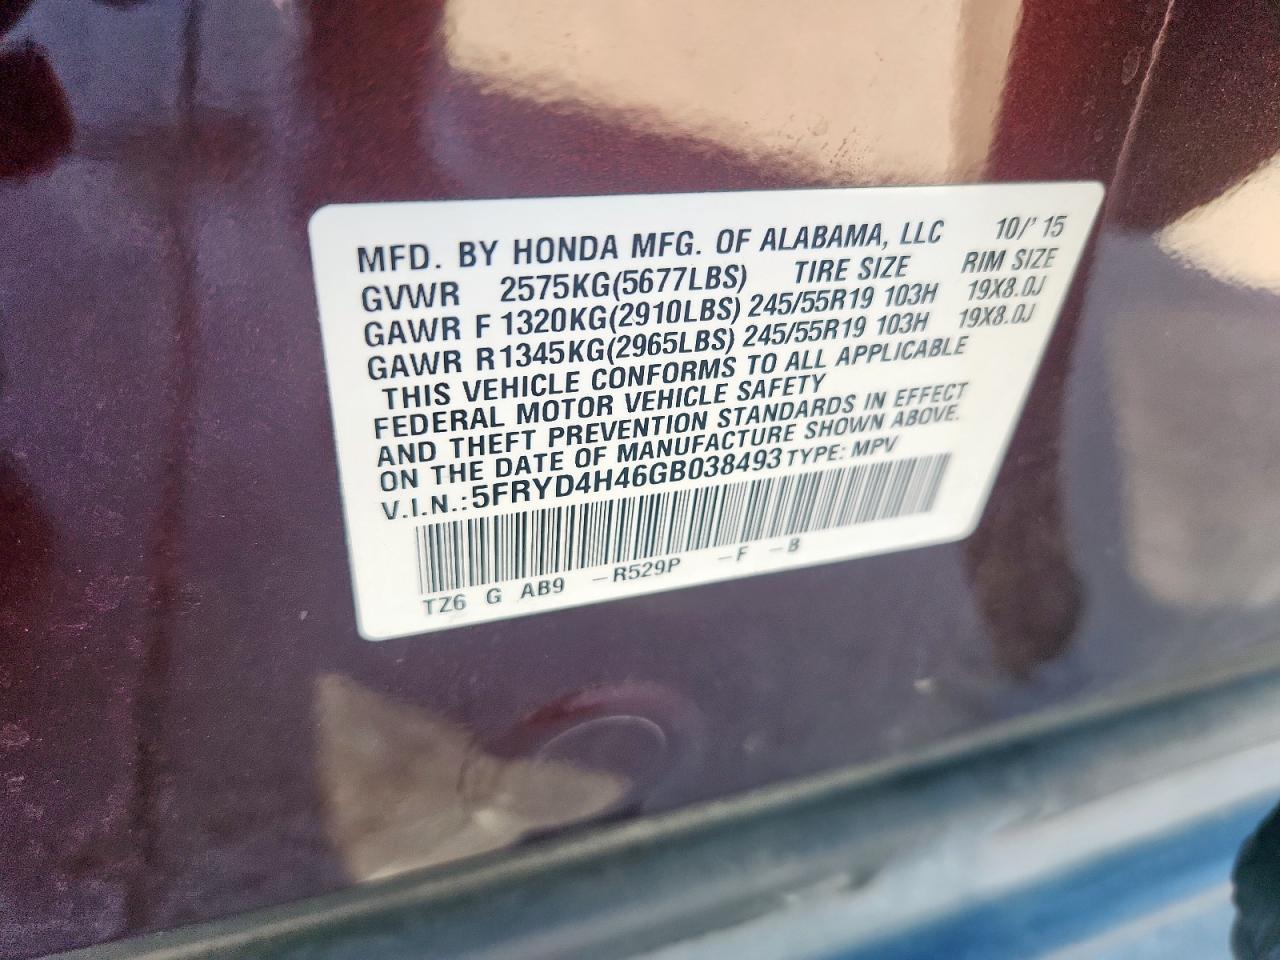 MFD. BY HONDA MFG. OF ALABAMA, LLC 10/' 15
GVWR 2575KG(5677LBS) TIRE SIZE RIM SIZE
GAWR F 1320KG(2910LBS) 245/55R19 103H 19X8.0J
GAWR R 1345KG(2965LBS) 245/55R19 103H 19X8.0J
THIS VEHICLE CONFORMS TO ALL APPLICABLE
FEDERAL MOTOR VEHICLE SAFETY
AND THEFT PREVENTION STANDARDS IN EFFECT
ON THE DATE OF MANUFACTURE SHOWN ABOVE.
V.I.N.: 5FRYD4H46GB038493 TYPE: MPV
TZ6 G AB9 -R529P -F -B